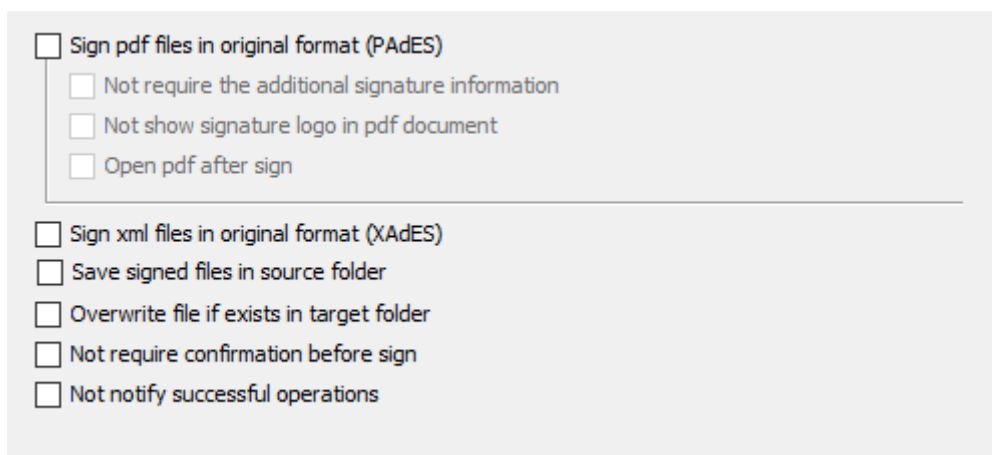 Sign pdf files in original format (PAdES)
Not require the additional signature information
Not show signature logo in pdf document
Open pdf after sign
Sign xml files in original format (XAdES)
Save signed files in source folder
Overwrite file if exists in target folder
Not require confirmation before sign
Not notify successful operations